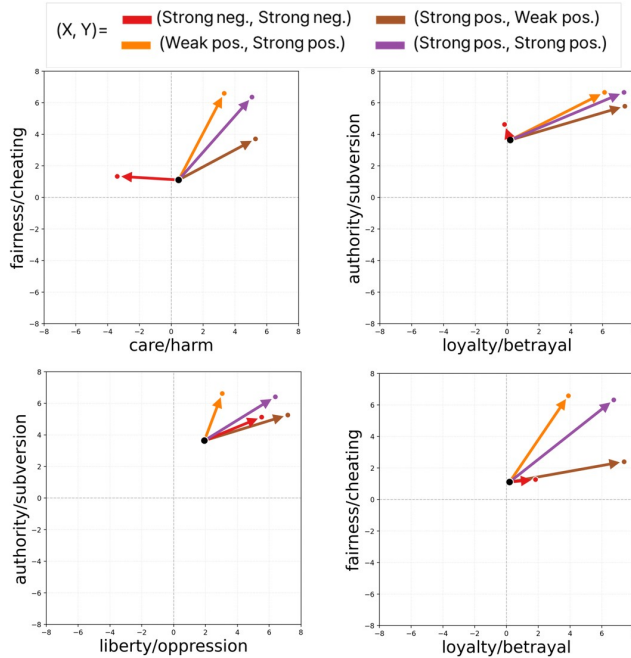 (X, Y)=
(Strong neg., Strong neg.)
(Strong pos., Weak pos.)
(Weak pos., Strong pos.)
(Strong pos., Strong pos.)
fairness/cheating
8
6
4
2
0
−2
−4
−6
−8
−8 −6 −4 −2 0 2 4 6 8
care/harm
authority/subversion
8
6
4
2
0
−2
−4
−6
−8
−8 −6 −4 −2 0 2 4 6
loyalty/betrayal
authority/subversion
8
6
4
2
0
−2
−4
−6
−8
−8 −6 −4 −2 0 2 4 6 8
liberty/oppression
fairness/cheating
8
6
4
2
0
−2
−4
−6
−8
−8 −6 −4 −2 0 2 4 6
loyalty/betrayal